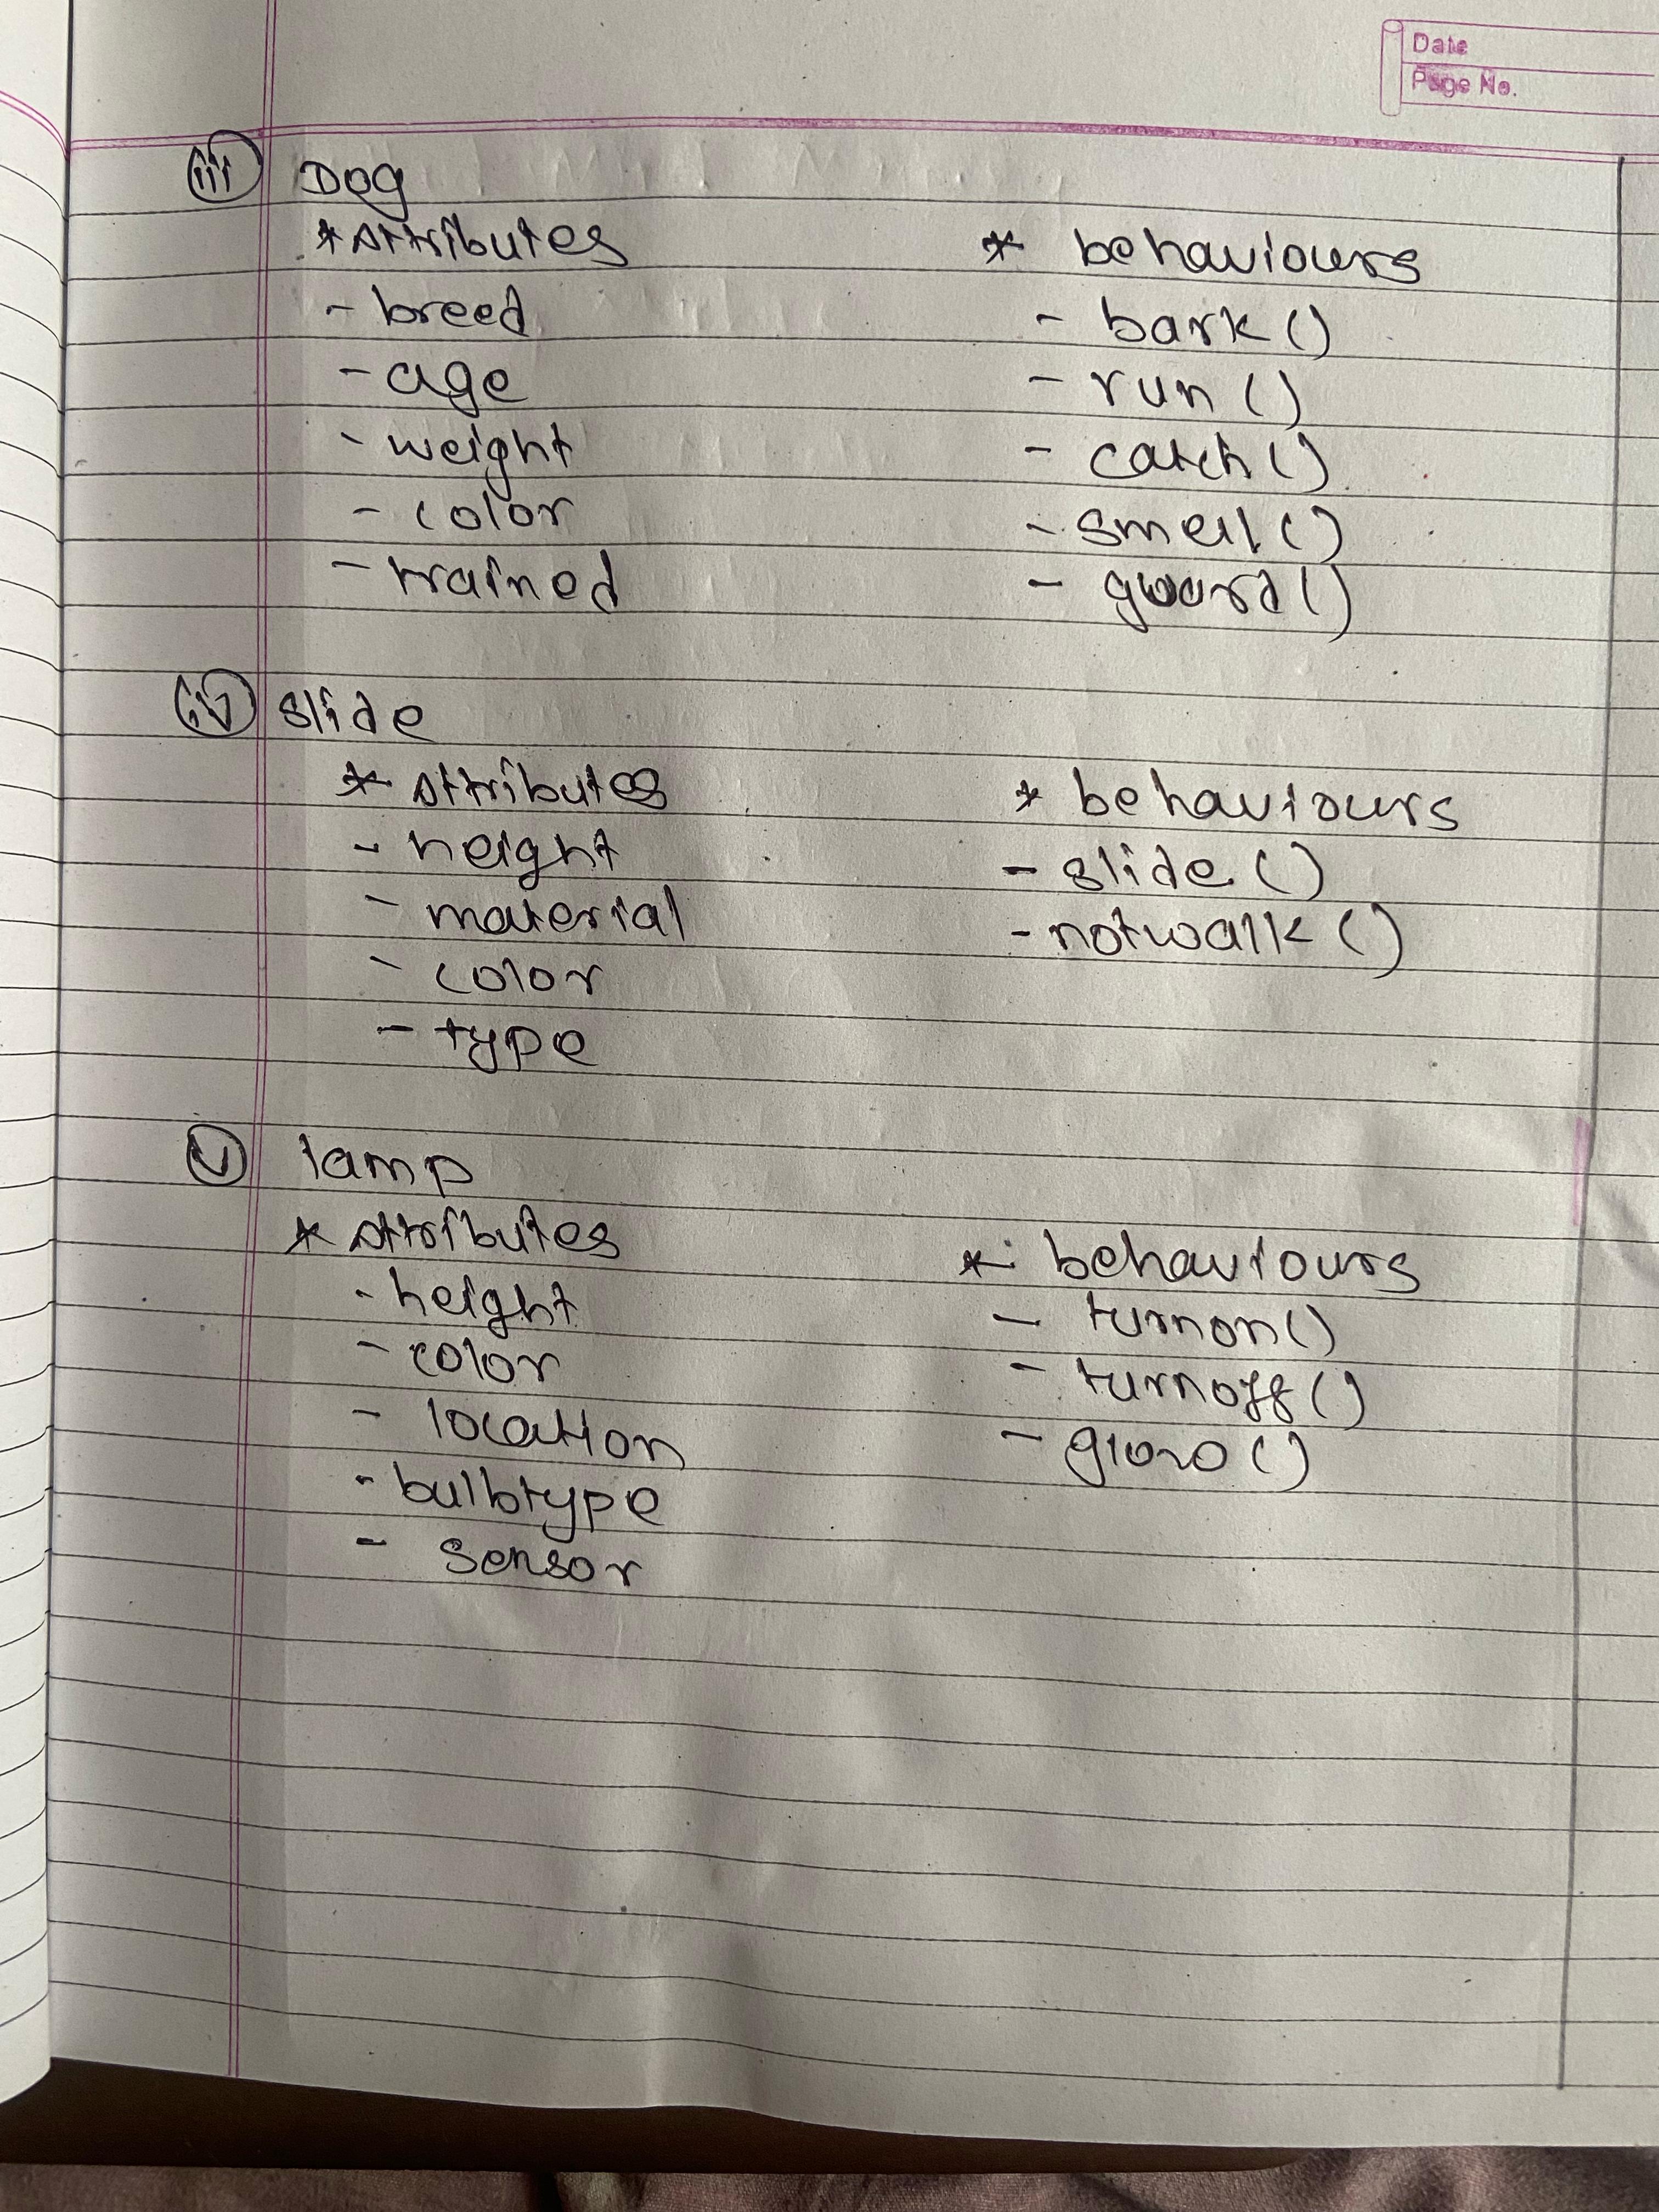 Date
Page No.
iii Dog
* Attributes * behaviours
- breed - bark()
- age - run()
- weight - catch()
- color - smell()
- trained - guard()
iv slide
* Attributes * behaviours
- height - slide()
- material - notwalk()
- color
- type
v lamp
* Attributes * behaviours
- height - turnon()
- color - turnoff()
- location - glow()
- bulbtype
- sensor